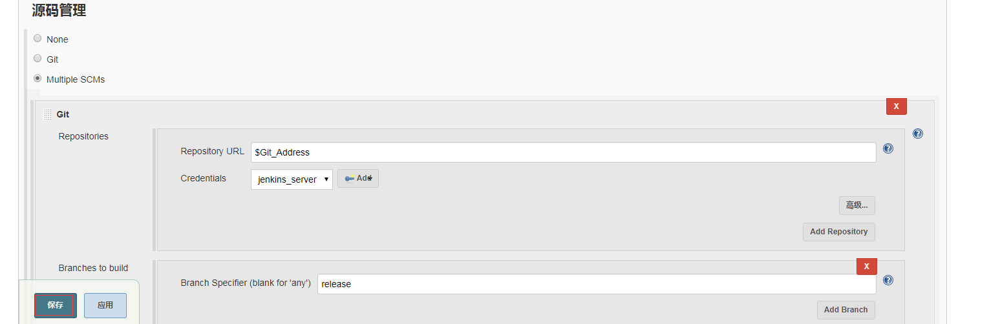 源码管理
None
Git
Multiple SCMs
X
Git
Repositories
Repository URL $Git_Address
Credentials jenkins_server Add
高级...
Add Repository
Branches to build
X
Branch Specifier (blank for 'any') release
保存 应用
Add Branch